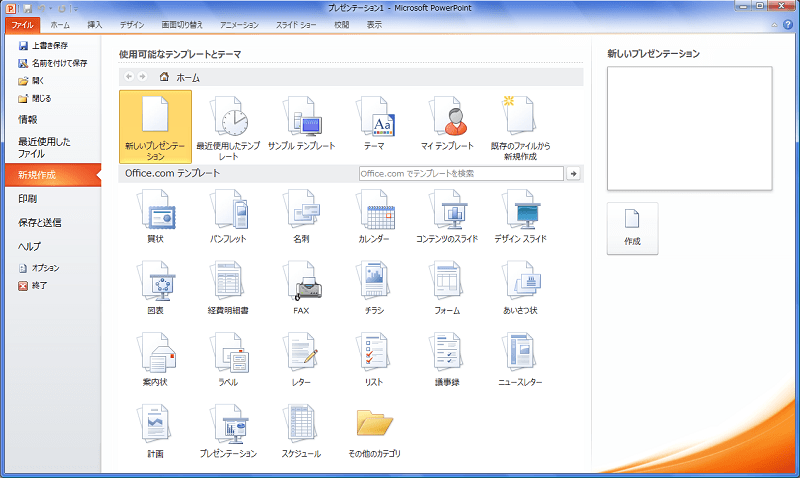 プレゼンテーション1 - Microsoft PowerPoint
ファイル ホーム 挿入 デザイン 画面切り替え アニメーション スライド ショー 校閲 表示
上書き保存
名前を付けて保存
開く
閉じる
情報
最近使用した
ファイル
新規作成
印刷
保存と送信
ヘルプ
オプション
終了
使用可能なテンプレートとテーマ
ホーム
新しいプレゼンテー
ション
最近使用したテンプ
レート
サンプル テンプレート
テーマ
マイ テンプレート
既存のファイルから
新規作成
Office.com テンプレート
Office.com でテンプレートを検索
賞状
パンフレット
名刺
カレンダー
コンテンツのスライド
デザイン スライド
図表
経費明細書
FAX
チラシ
フォーム
あいさつ状
案内状
ラベル
レター
リスト
議事録
ニュースレター
計画
プレゼンテーション
スケジュール
その他のカテゴリ
新しいプレゼンテーション
作成